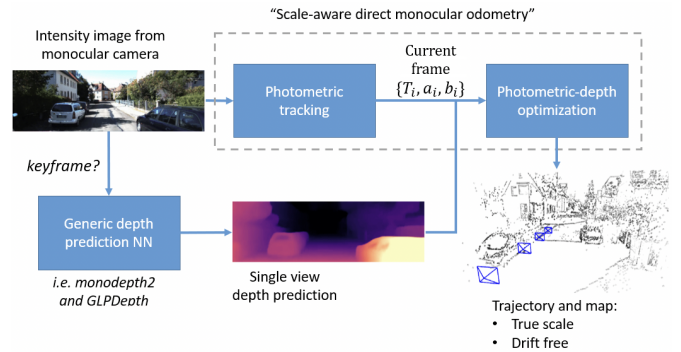 “Scale-aware direct monocular odometry”
Intensity image from
monocular camera
Photometric
tracking
Current
frame
{Tᵢ, aᵢ, bᵢ}
Photometric-depth
optimization
keyframe?
Generic depth
prediction NN
i.e. monodepth2
and GLPDepth
Single view
depth prediction
Trajectory and map:
• True scale
• Drift free